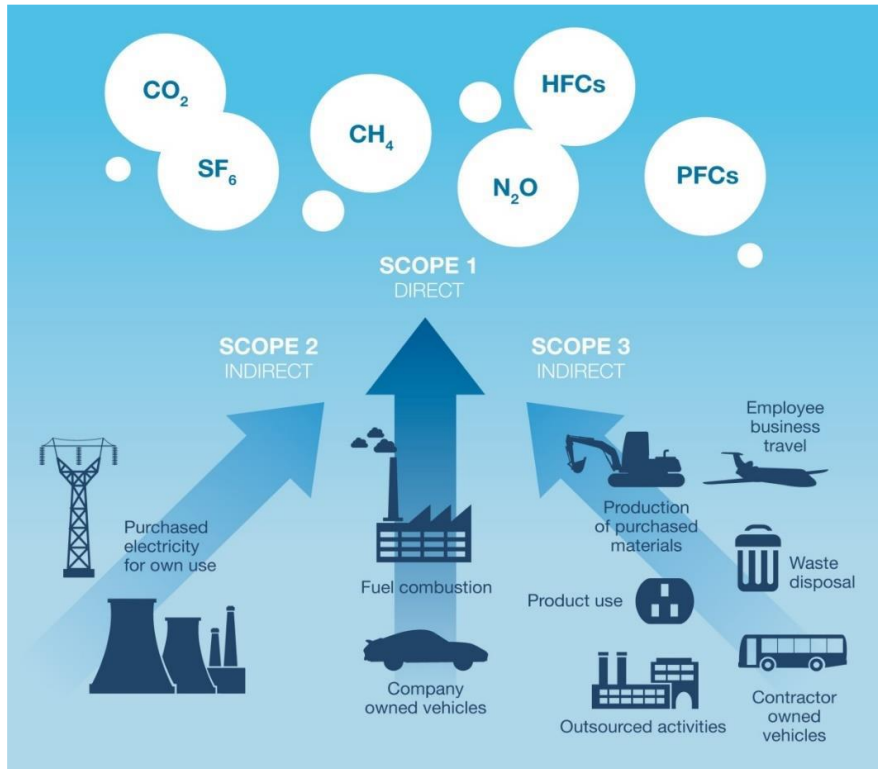 CO₂
SF₆
CH₄
HFCs
N₂O
PFCs
SCOPE 1
DIRECT
SCOPE 2
INDIRECT
SCOPE 3
INDIRECT
Purchased
electricity
for own use
Fuel combustion
Company
owned vehicles
Employee
business
travel
Production
of purchased
materials
Waste
disposal
Product use
Outsourced activities
Contractor
owned
vehicles